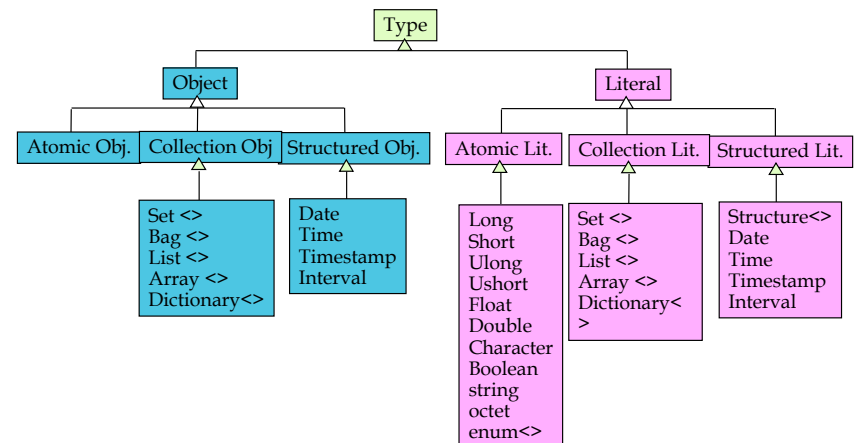 Type
Object
Literal
Atomic Obj.
Collection Obj
Structured Obj.
Atomic Lit.
Collection Lit.
Structured Lit.
Set <>
Bag <>
List <>
Array <>
Dictionary<>
Date
Time
Timestamp
Interval
Long
Short
Ulong
Ushort
Float
Double
Character
Boolean
string
octet
enum<>
Set <>
Bag <>
List <>
Array <>
Dictionary<
>
Structure<>
Date
Time
Timestamp
Interval